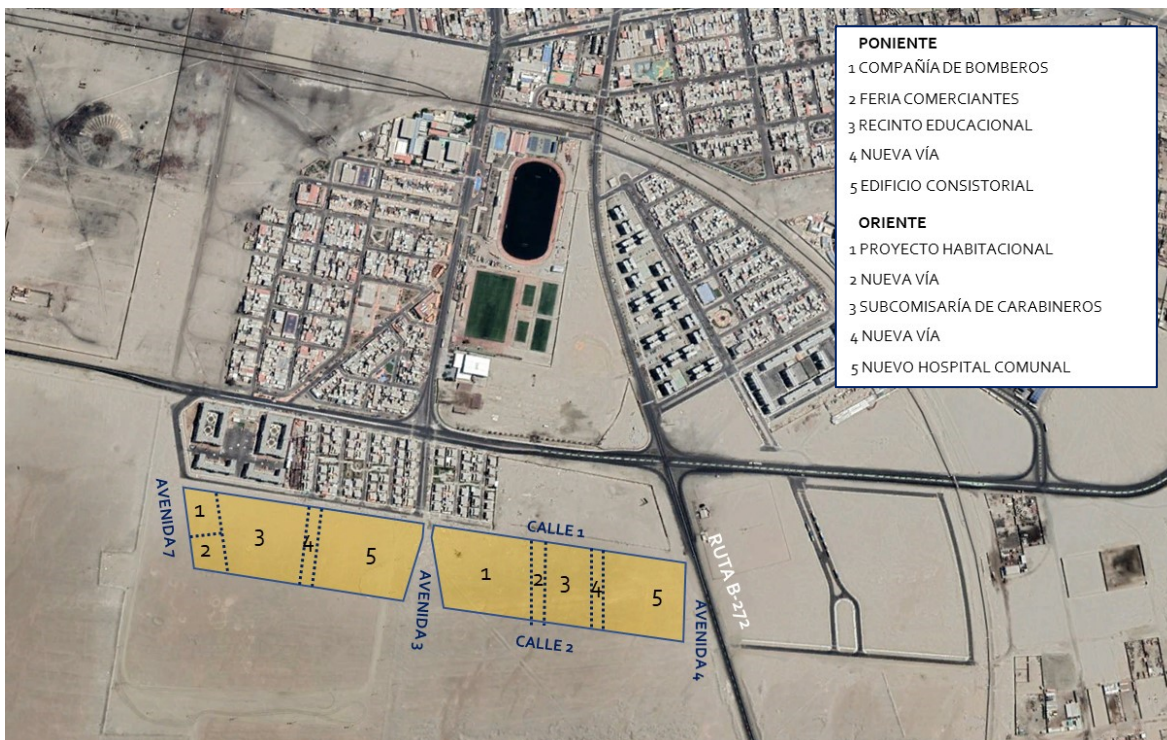 PONIENTE
1 COMPAÑÍA DE BOMBEROS
2 FERIA COMERCIANTES
3 RECINTO EDUCACIONAL
4 NUEVA VÍA
5 EDIFICIO CONSISTORIAL
ORIENTE
1 PROYECTO HABITACIONAL
2 NUEVA VÍA
3 SUBCOMISARÍA DE CARABINEROS
4 NUEVA VÍA
5 NUEVO HOSPITAL COMUNAL
AVENIDA 7
1
2
3
4
5
AVENIDA 3
CALLE 1
1
2
3
4
5
CALLE 2
AVENIDA 4
RUTA B-272